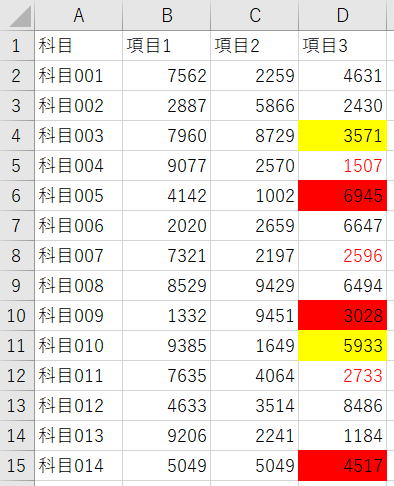 A B C D
1 科目 項目1 項目2 項目3
2 科目001 7562 2259 4631
3 科目002 2887 5866 2430
4 科目003 7960 8729 3571
5 科目004 9077 2570 1507
6 科目005 4142 1002 6945
7 科目006 2020 2659 6647
8 科目007 7321 2197 2596
9 科目008 8529 9429 6494
10 科目009 1332 9451 3028
11 科目010 9385 1649 5933
12 科目011 7635 4064 2733
13 科目012 4633 3514 8486
14 科目013 9206 2241 1184
15 科目014 5049 5049 4517